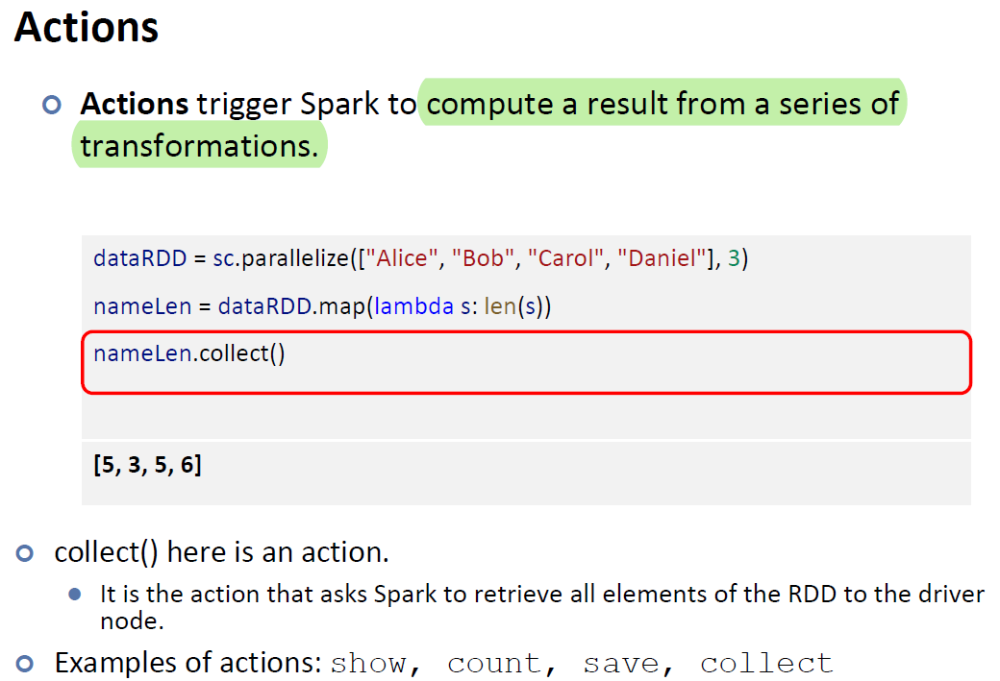 Actions
Actions trigger Spark to compute a result from a series of
transformations.
dataRDD = sc.parallelize(["Alice", "Bob", "Carol", "Daniel"], 3)
nameLen = dataRDD.map(lambda s: len(s))
nameLen.collect()
[5, 3, 5, 6]
collect() here is an action.
It is the action that asks Spark to retrieve all elements of the RDD to the driver
node.
Examples of actions: show, count, save, collect